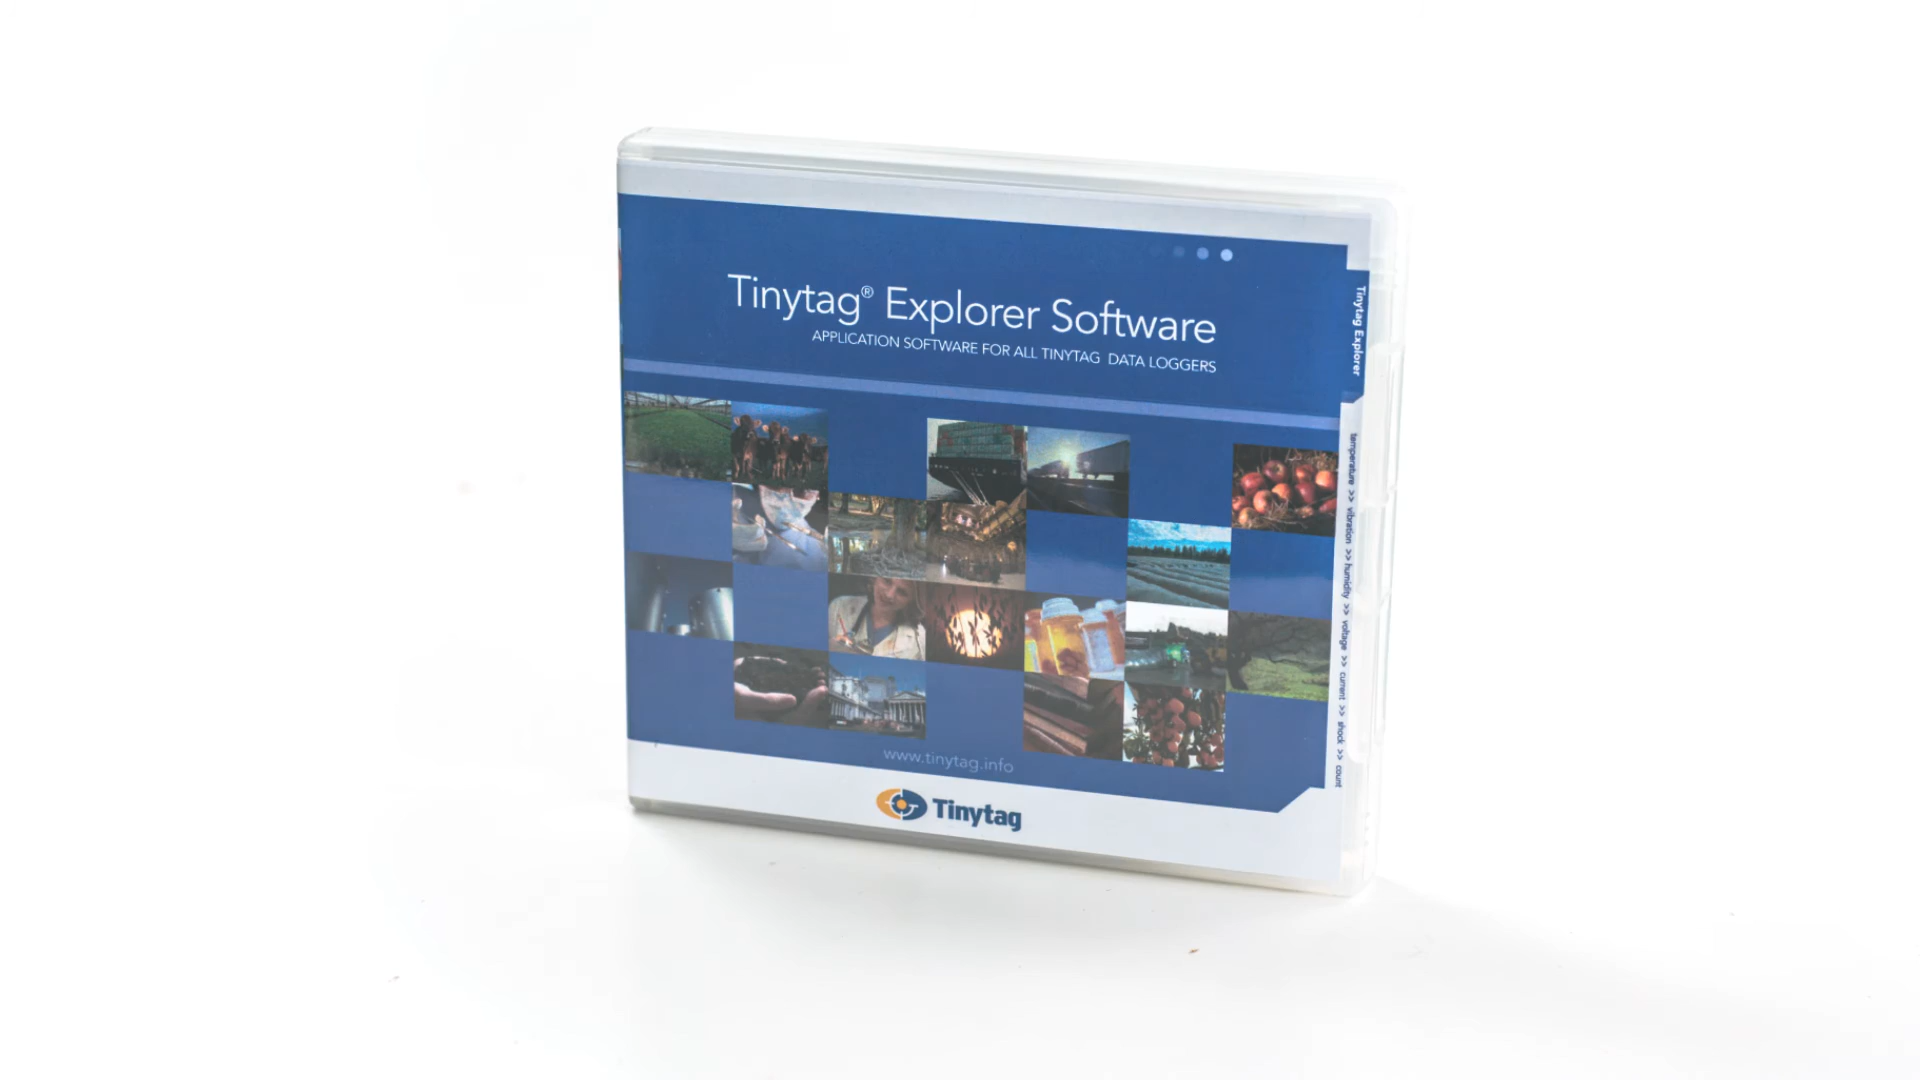 Tinytag® Explorer Software
APPLICATION SOFTWARE FOR ALL TINYTAG DATA LOGGERS
www.tinytag.info
Tinytag
Tinytag Explorer
temperature >> vibration >> humidity >> voltage >> current >> shock >> count